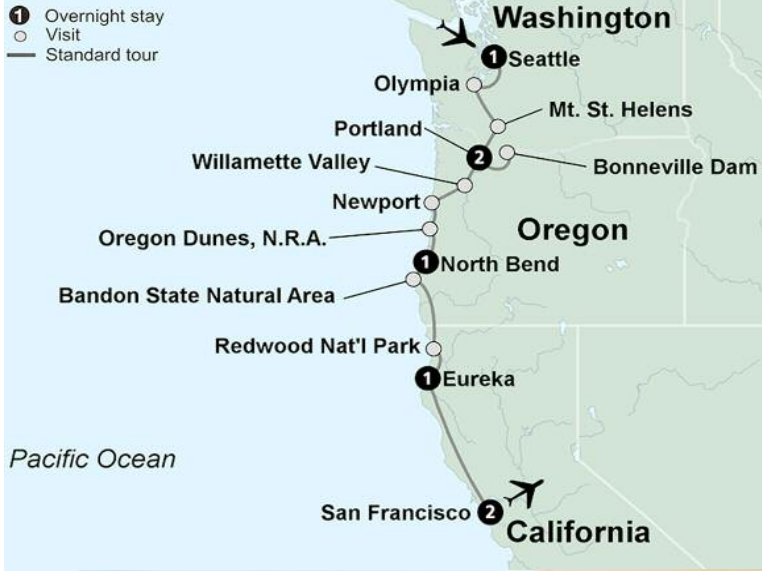 1 Overnight stay
Visit
Standard tour
Washington
1 Seattle
Olympia
Mt. St. Helens
Portland
2
Willamette Valley
Bonneville Dam
Newport
Oregon Dunes, N.R.A.
Oregon
1 North Bend
Bandon State Natural Area
Redwood Nat'l Park
1 Eureka
Pacific Ocean
San Francisco 2
California